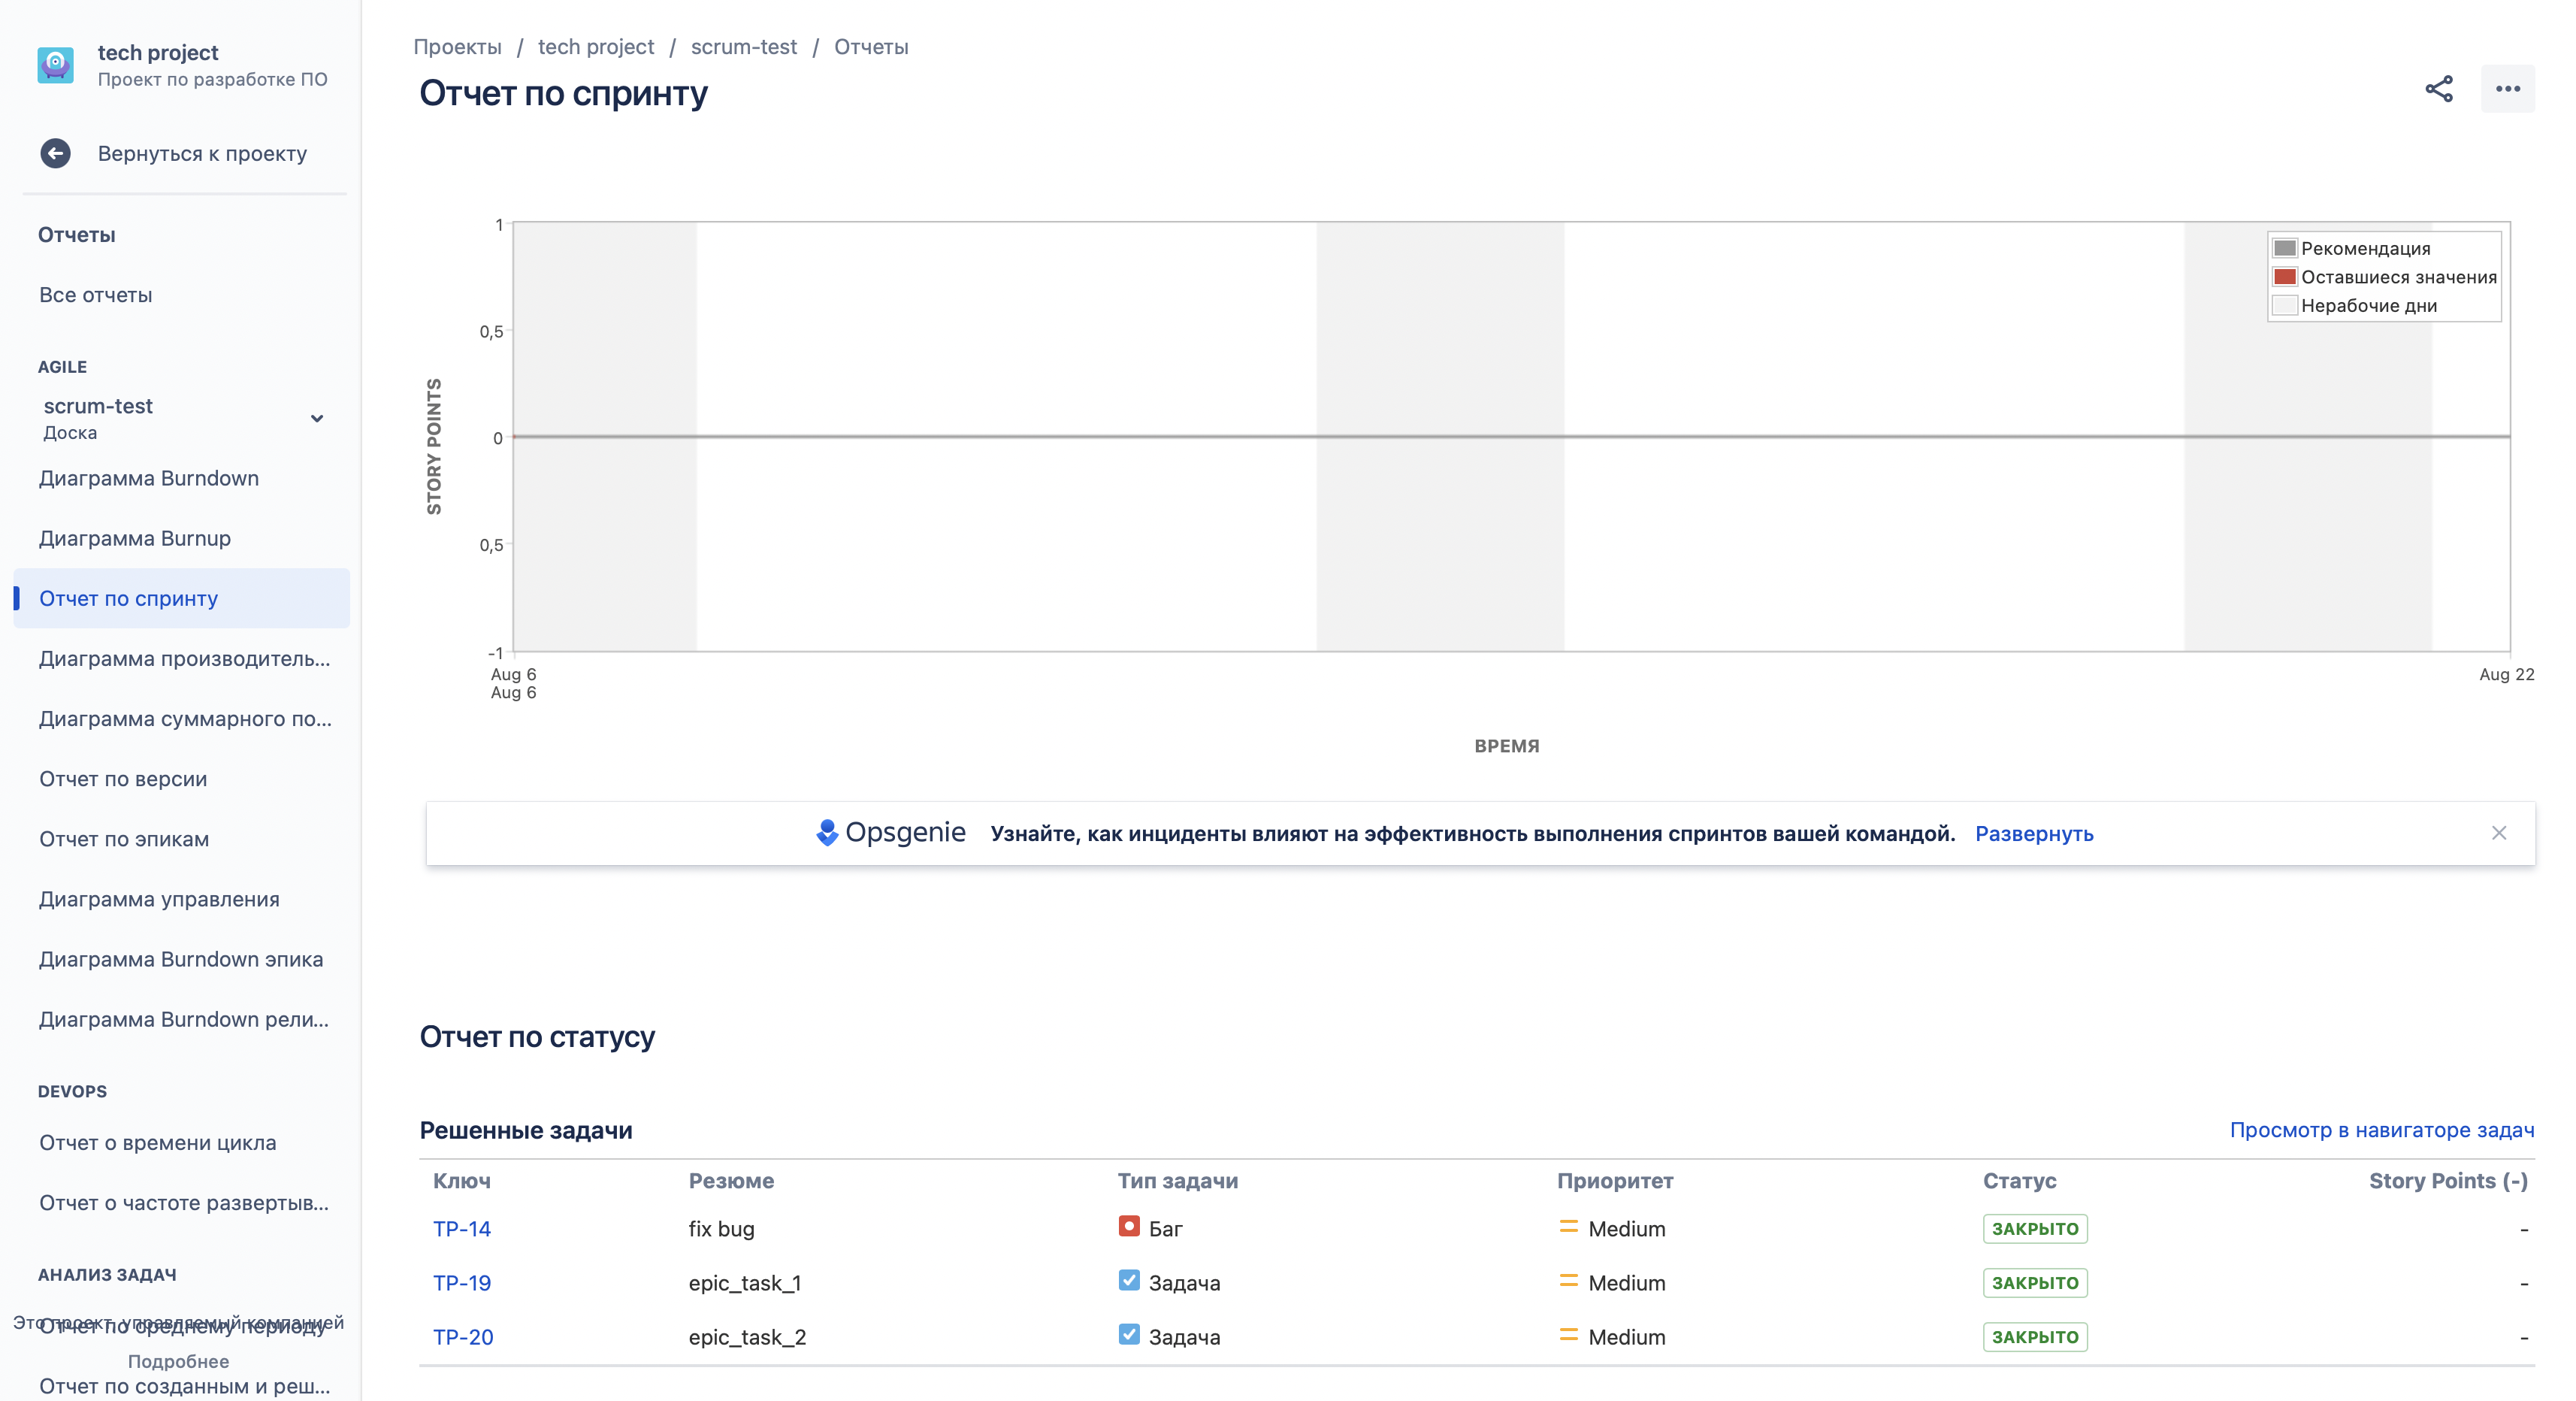 tech project
Проект по разработке ПО
Вернуться к проекту
Отчеты
Все отчеты
AGILE
scrum-test
Доска
Диаграмма Burndown
Диаграмма Burnup
Отчет по спринту
Диаграмма производитель...
Диаграмма суммарного по...
Отчет по версии
Отчет по эпикам
Диаграмма управления
Диаграмма Burndown эпика
Диаграмма Burndown рели...
DEVOPS
Отчет о времени цикла
Отчет о частоте развертыв...
АНАЛИЗ ЗАДАЧ
Это проект, управляемый компанией
Отчет по среднему периоду
Подробнее
Отчет по созданным и реш...
Проекты / tech project / scrum-test / Отчеты
Отчет по спринту
1
0,5
0
0,5
-1
STORY POINTS
Рекомендация
Оставшиеся значения
Нерабочие дни
Aug 6
Aug 6
Aug 22
ВРЕМЯ
Opsgenie Узнайте, как инциденты влияют на эффективность выполнения спринтов вашей командой. Развернуть
Отчет по статусу
Решенные задачи Просмотр в навигаторе задач
Ключ Резюме Тип задачи Приоритет Статус Story Points (-)
TP-14 fix bug Баг Medium ЗАКРЫТО -
TP-19 epic_task_1 Задача Medium ЗАКРЫТО -
TP-20 epic_task_2 Задача Medium ЗАКРЫТО -